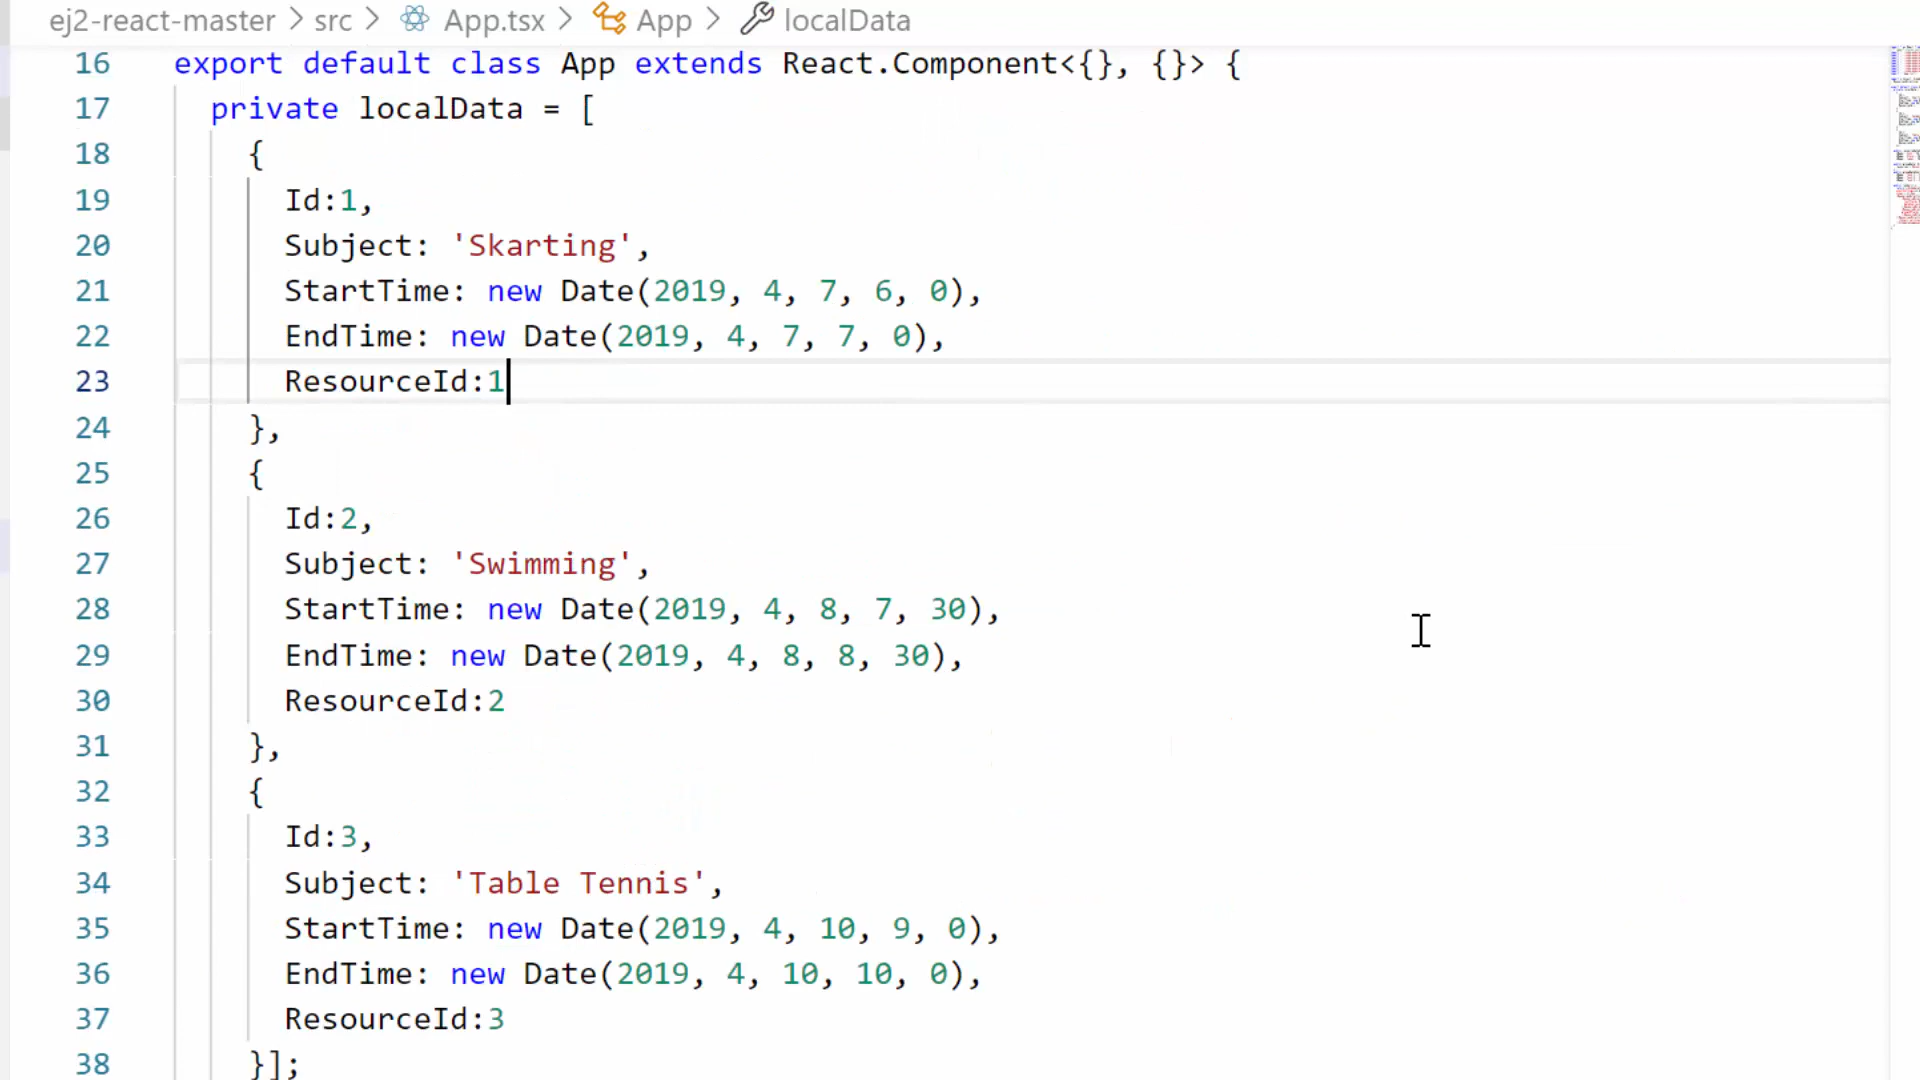 ej2-react-master > src > App.tsx > App > localData
16 export default class App extends React.Component<{}, {}> {
17 private localData = [
18 {
19 Id:1,
20 Subject: 'Skarting',
21 StartTime: new Date(2019, 4, 7, 6, 0),
22 EndTime: new Date(2019, 4, 7, 7, 0),
23 ResourceId:1
24 },
25 {
26 Id:2,
27 Subject: 'Swimming',
28 StartTime: new Date(2019, 4, 8, 7, 30),
29 EndTime: new Date(2019, 4, 8, 8, 30),
30 ResourceId:2
31 },
32 {
33 Id:3,
34 Subject: 'Table Tennis',
35 StartTime: new Date(2019, 4, 10, 9, 0),
36 EndTime: new Date(2019, 4, 10, 10, 0),
37 ResourceId:3
38 }];